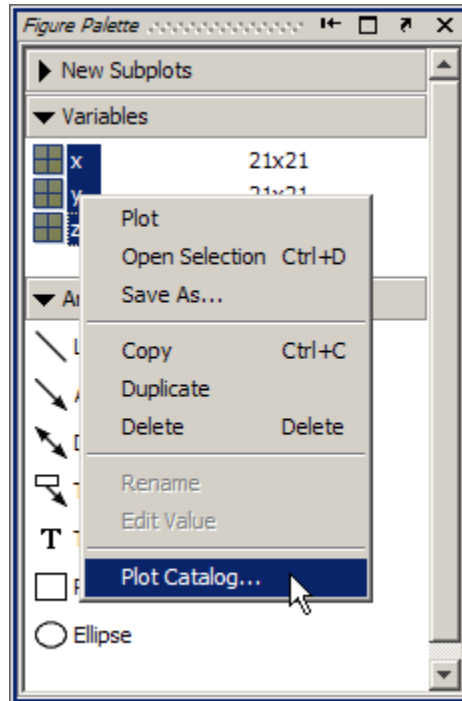 Figure Palette
New Subplots
Variables
x 21x21
y 21x21
z
Plot
Open Selection Ctrl+D
Save As...
Copy Ctrl+C
Duplicate
Delete Delete
Rename
Edit Value
Plot Catalog...
T
Ellipse